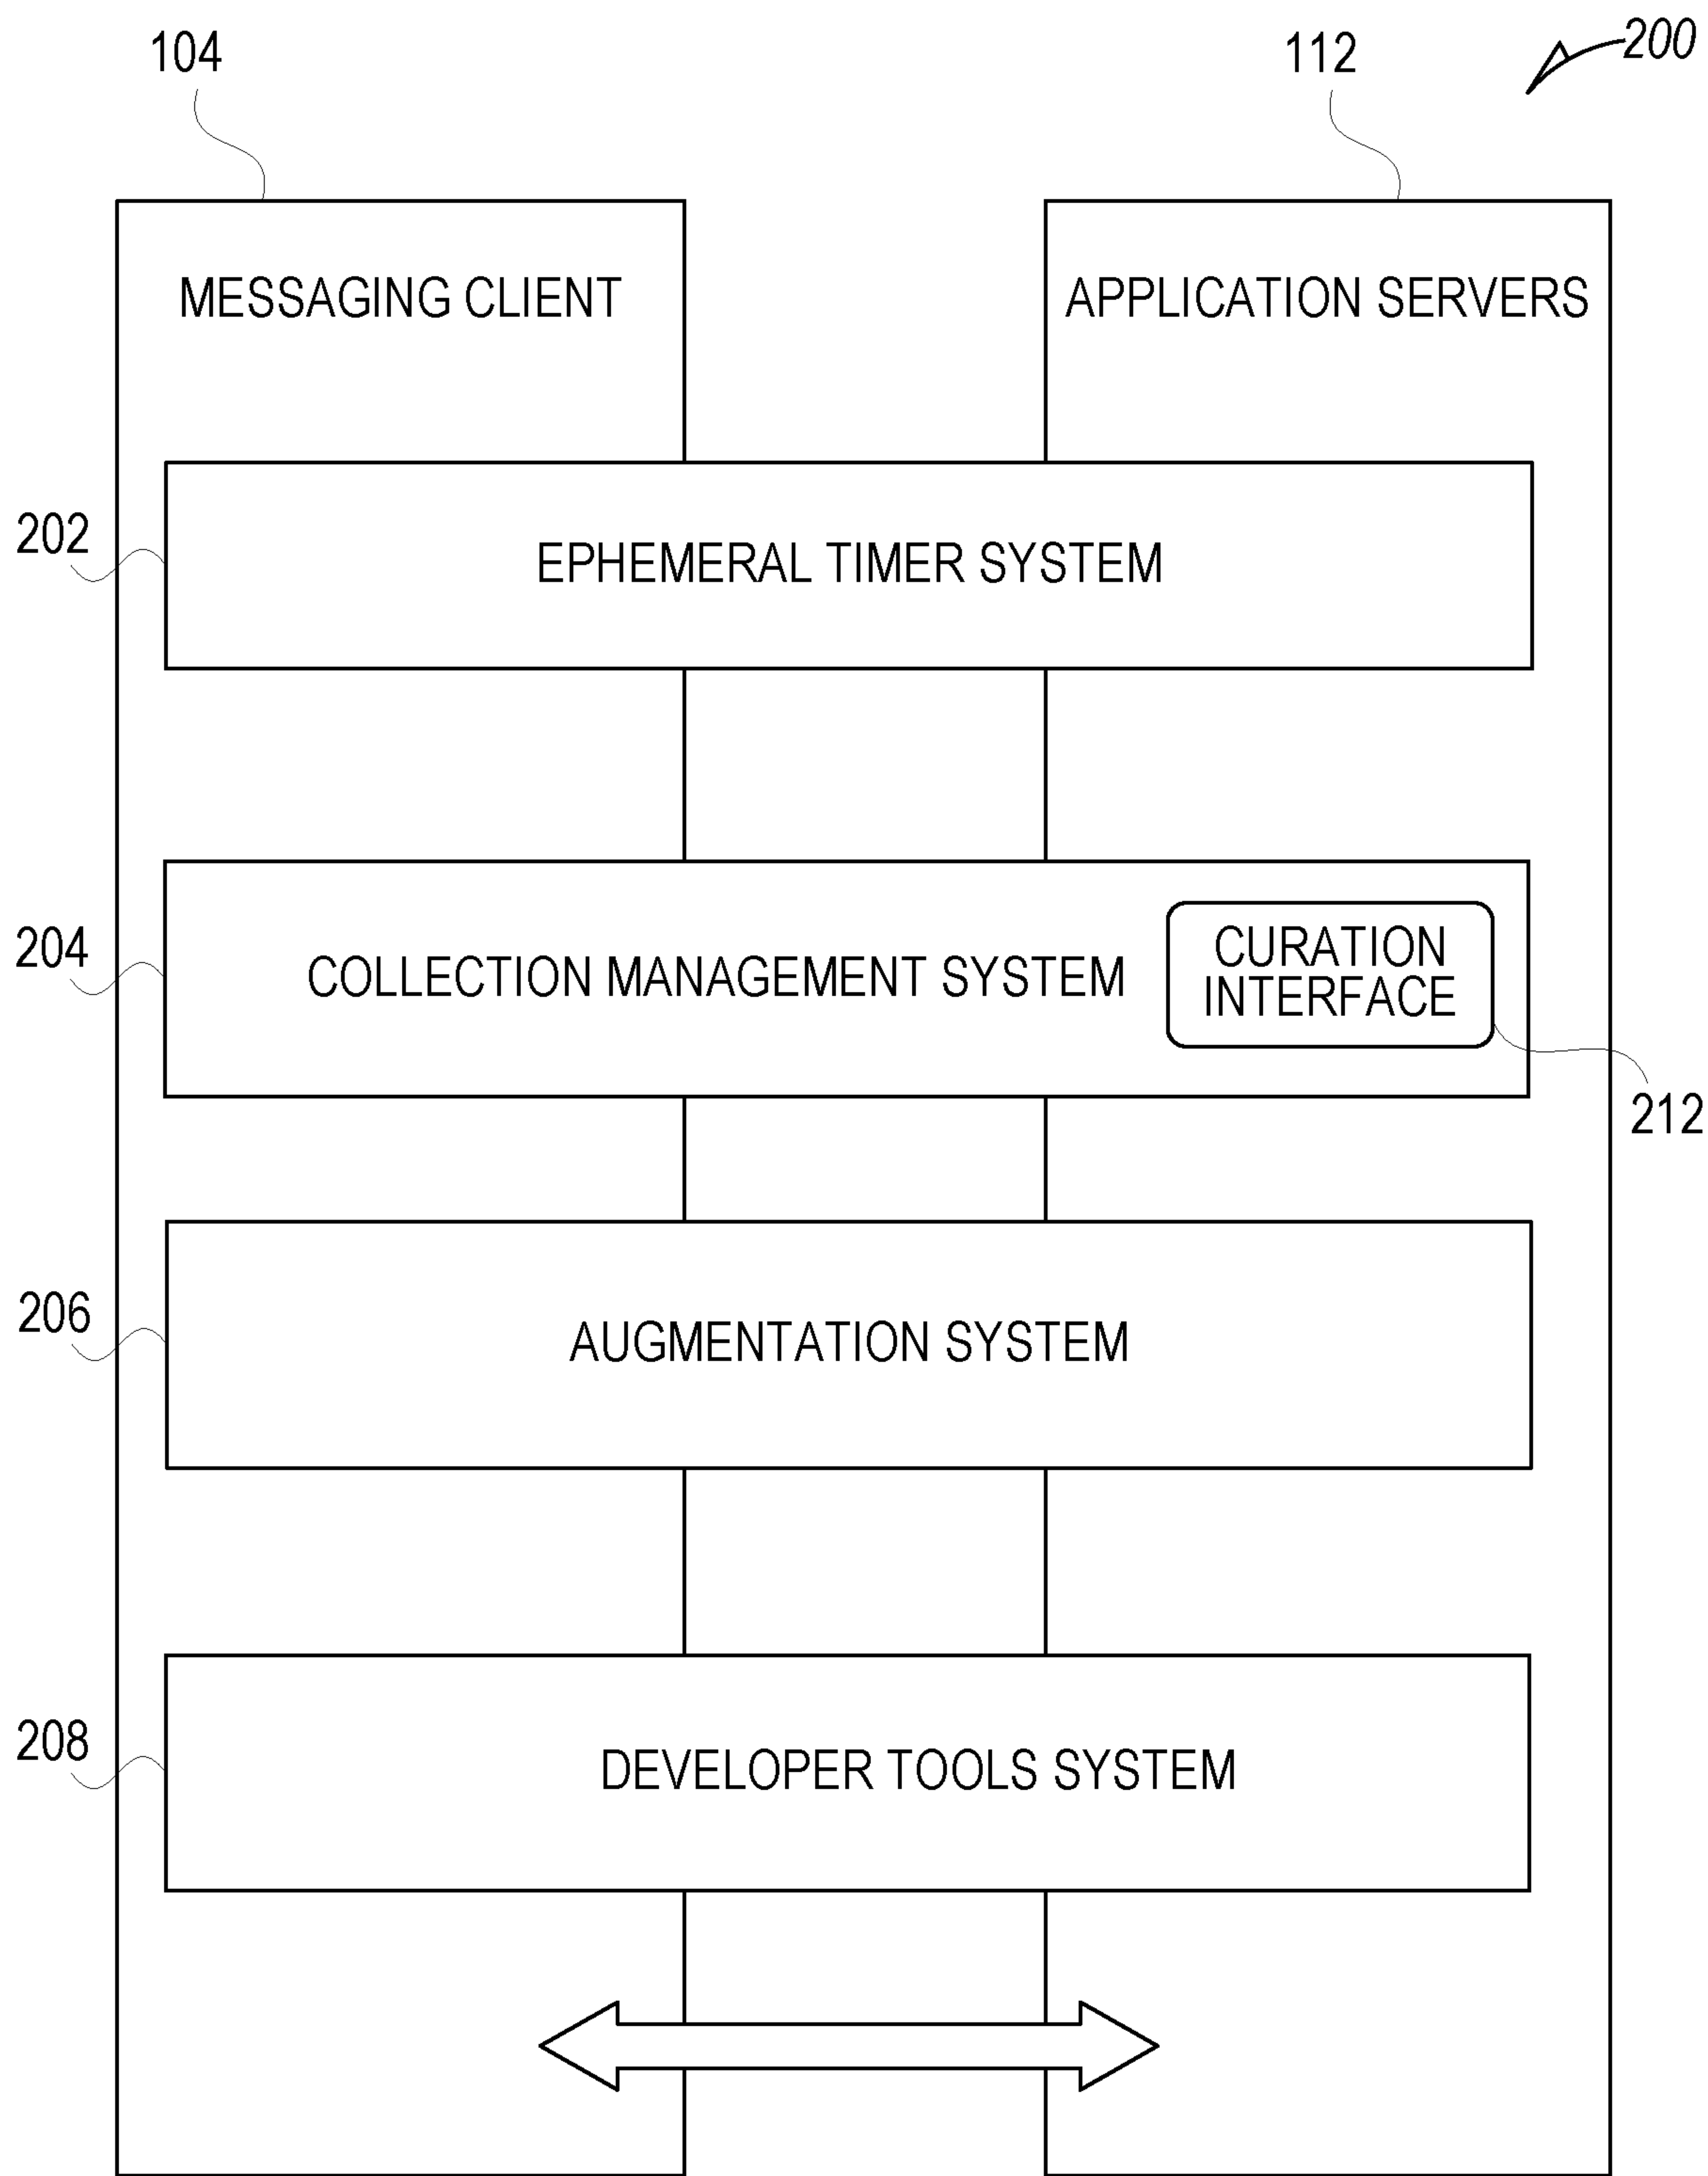 104
112
200
MESSAGING CLIENT
APPLICATION SERVERS
202
EPHEMERAL TIMER SYSTEM
204
COLLECTION MANAGEMENT SYSTEM
CURATION
INTERFACE
212
206
AUGMENTATION SYSTEM
208
DEVELOPER TOOLS SYSTEM